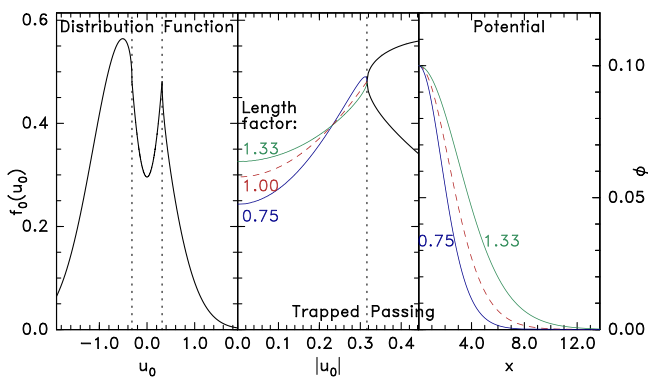 Distribution Function Potential
0.6
0.4
0.2
0.0
f₀(u₀)
-1.0 0.0 1.0 2.0
u₀
Length
factor:
1.33
1.00
0.75
Trapped Passing
0.0 0.1 0.2 0.3 0.4
|u₀|
0.75 1.33
4.0 8.0 12.0
x
0.10
0.05
0.00
ϕ